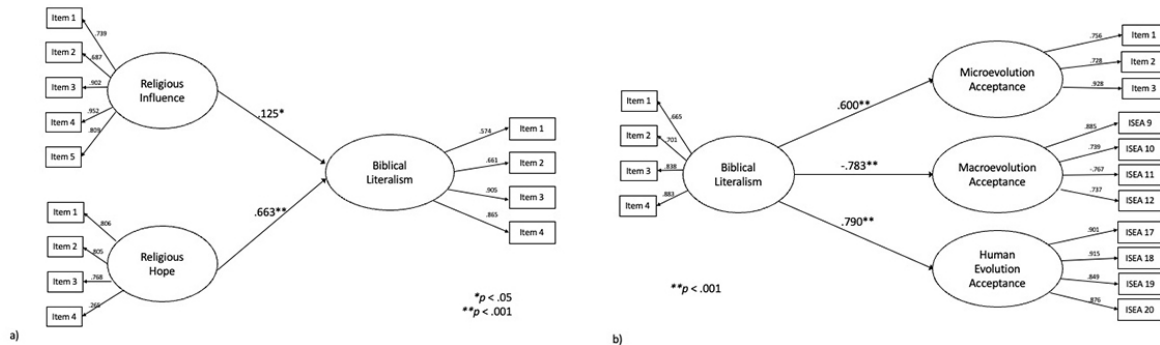 Item 1
.739
Item 2
.687
Item 3
.902
Item 4
.952
Item 5
.809
Religious
Influence
.125*
Item 1
.806
Item 2
.805
Item 3
.768
Item 4
.265
Religious
Hope
.663**
Biblical
Literalism
.574
Item 1
.661
Item 2
.905
Item 3
.865
Item 4
*p < .05
**p < .001
a)
Item 1
.665
Item 2
.701
Item 3
.838
Item 4
.883
Biblical
Literalism
.600**
-.783**
.790**
Microevolution
Acceptance
.756
Item 1
.728
Item 2
.928
Item 3
Macroevolution
Acceptance
.885
ISEA 9
.739
ISEA 10
-.767
ISEA 11
.737
ISEA 12
Human
Evolution
Acceptance
.901
ISEA 17
.915
ISEA 18
.849
ISEA 19
.876
ISEA 20
**p < .001
b)